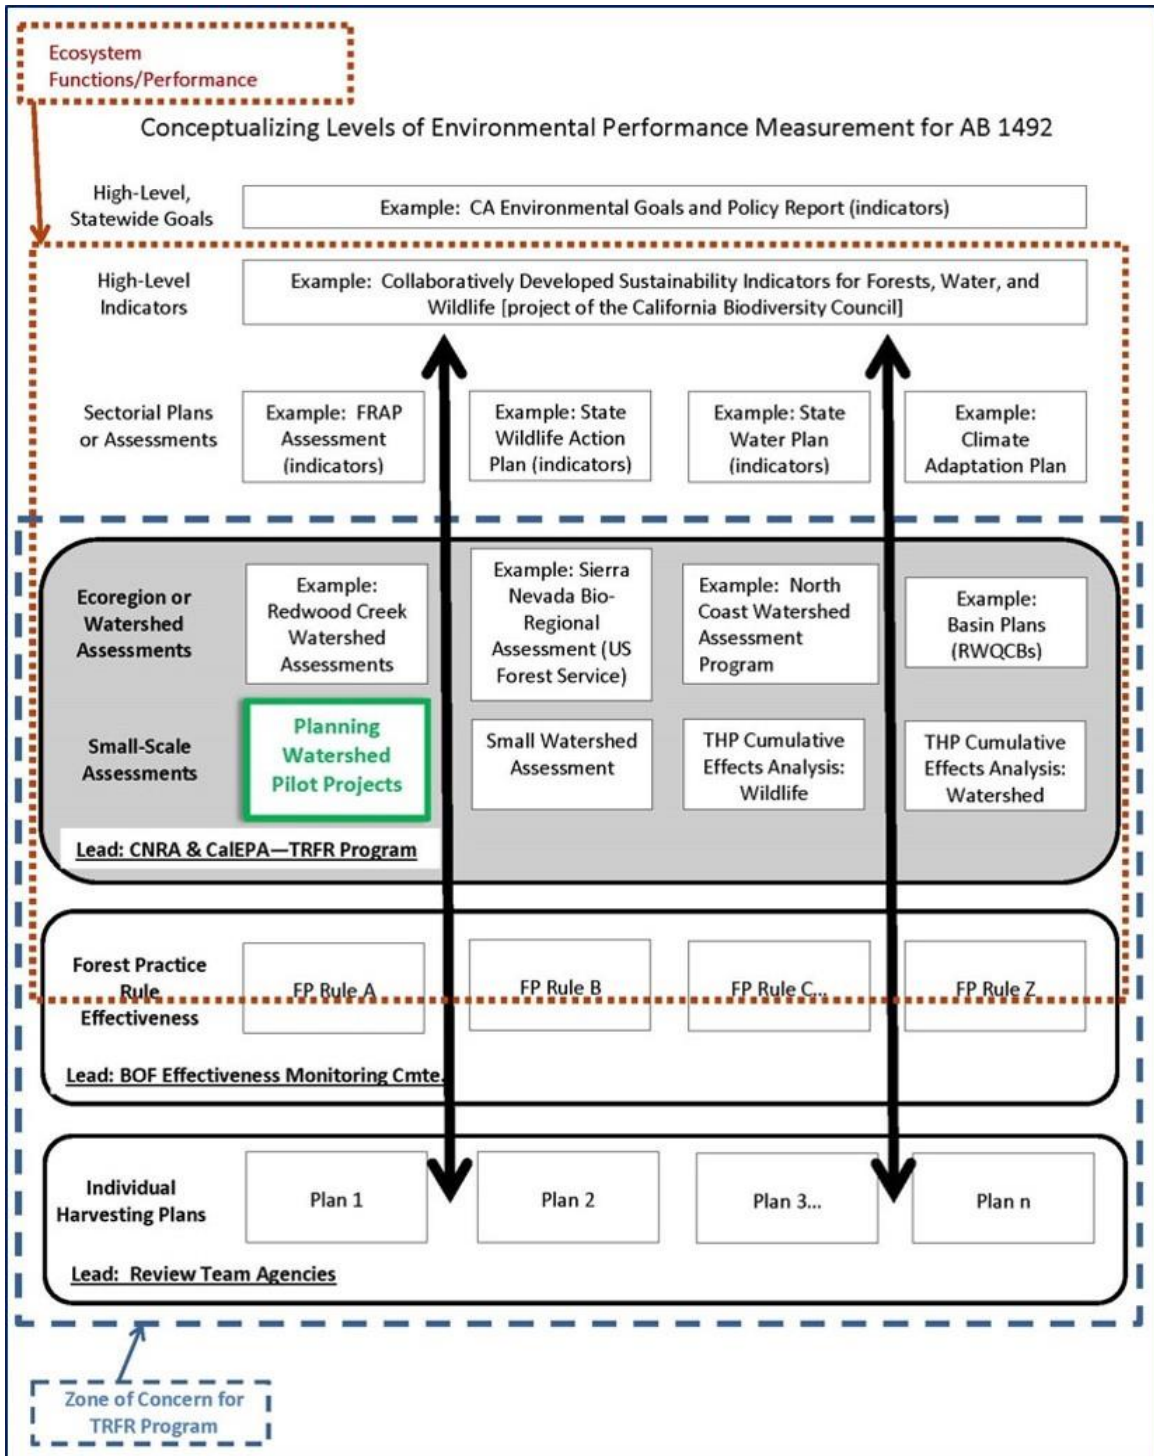 Ecosystem
Functions/Performance
Conceptualizing Levels of Environmental Performance Measurement for AB 1492
High-Level,
Statewide Goals
Example: CA Environmental Goals and Policy Report (indicators)
High-Level
Indicators
Example: Collaboratively Developed Sustainability Indicators for Forests, Water, and
Wildlife [project of the California Biodiversity Council]
Sectorial Plans
or Assessments
Example: FRAP
Assessment
(indicators)
Example: State
Wildlife Action
Plan (indicators)
Example: State
Water Plan
(indicators)
Example:
Climate
Adaptation Plan
Ecoregion or
Watershed
Assessments
Example:
Redwood Creek
Watershed
Assessments
Example: Sierra
Nevada Bio-
Regional
Assessment (US
Forest Service)
Example: North
Coast Watershed
Assessment
Program
Example:
Basin Plans
(RWQCBs)
Small-Scale
Assessments
Planning
Watershed
Pilot Projects
Small Watershed
Assessment
THP Cumulative
Effects Analysis:
Wildlife
THP Cumulative
Effects Analysis:
Watershed
Lead: CNRA & CalEPA—TRFR Program
Forest Practice
Rule
Effectiveness
FP Rule A
FP Rule B
FP Rule C...
FP Rule Z
Lead: BOF Effectiveness Monitoring Cmte.
Individual
Harvesting Plans
Plan 1
Plan 2
Plan 3...
Plan n
Lead: Review Team Agencies
Zone of Concern for
TRFR Program